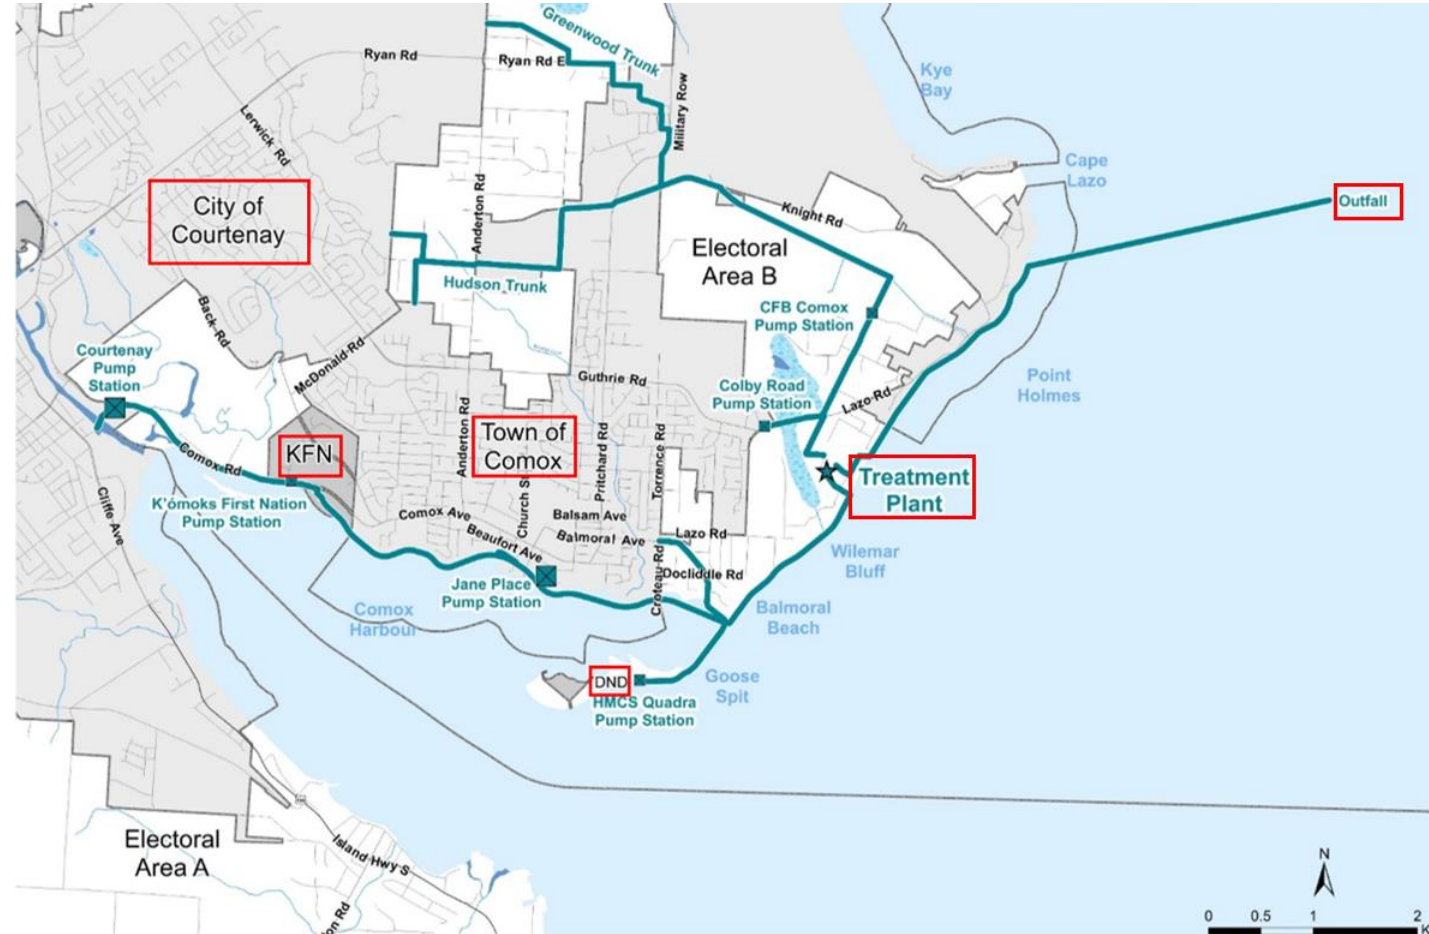 Greenwood Trunk
Ryan Rd
Ryan Rd E
Military Row
Kye
Bay
Lerwick Rd
Cape
Lazo
City of
Courtenay
Anderton Rd
Knight Rd
Outfall
Electoral
Area B
Hudson Trunk
CFB Comox
Pump Station
Back Rd
Courtenay
Pump
Station
McDonald Rd
Guthrie Rd
Colby Road
Pump Station
Lazo Rd
Point
Holmes
Anderton Rd
Town of
Comox
Pritchard Rd
Torrence Rd
KFN
Comox Rd
Treatment
Plant
K'ómoks First Nation
Pump Station
Cliffe Ave
Comox Ave
Church S
Balsam Ave
Beaufort Ave
Balmoral Ave
Lazo Rd
Croteau Rd
Docliddle Rd
Wilemar
Bluff
Jane Place
Pump Station
Comox
Harbour
Balmoral
Beach
DND
Goose
Spit
HMCS Quadra
Pump Station
Electoral
Area A
Island Hwy S
on Rd
N
0 0.5 1 2
K